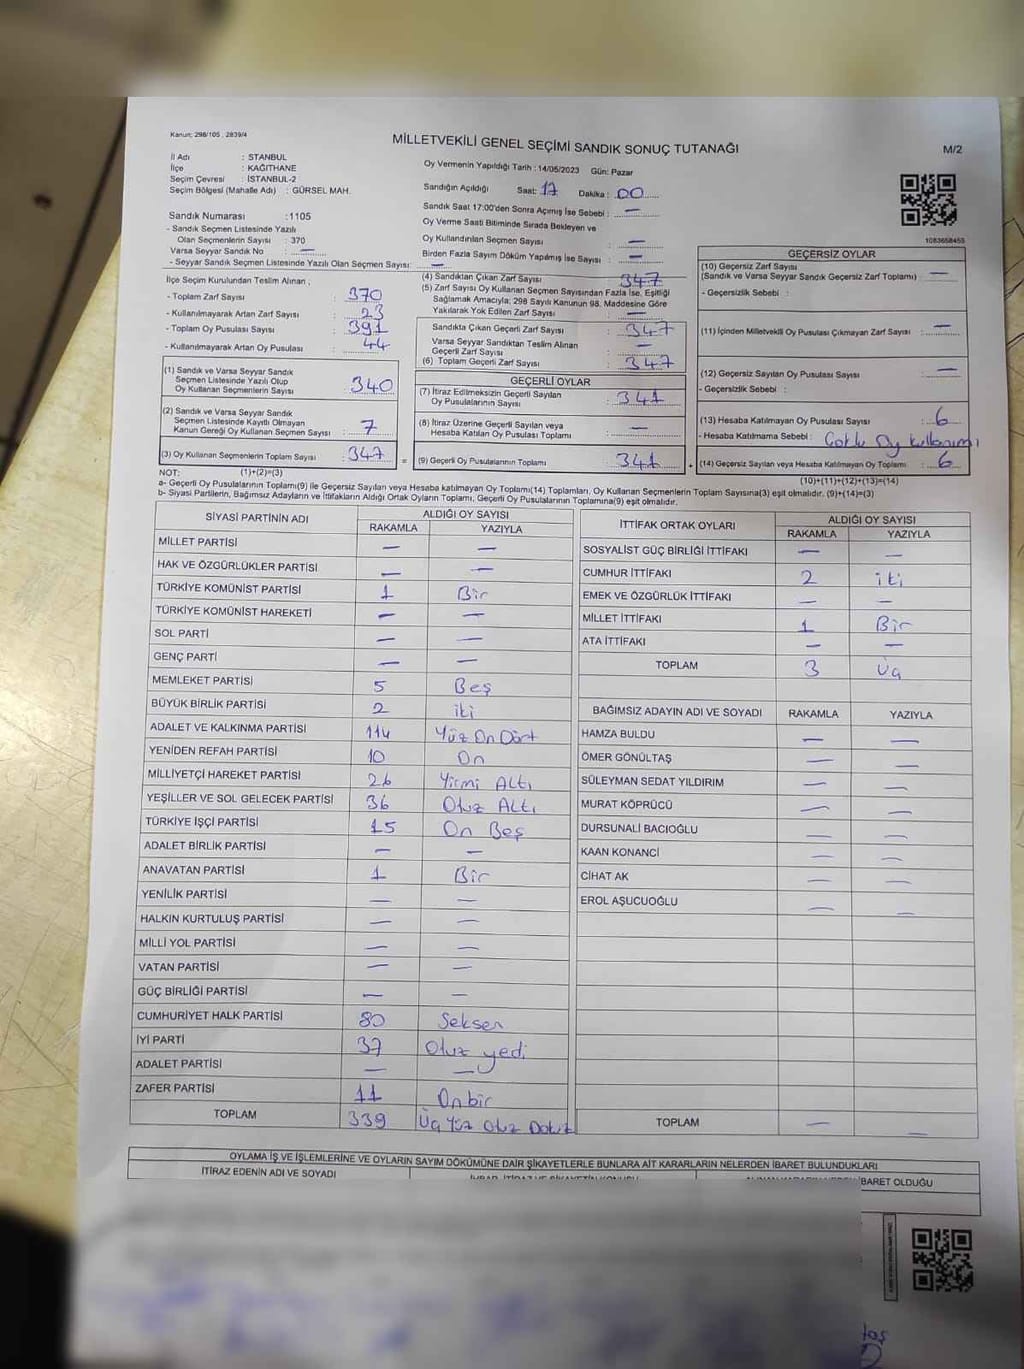 Kanun: 298/105 , 2839/4
MİLLETVEKİLİ GENEL SEÇİMİ SANDIK SONUÇ TUTANAĞI
M/2
İl Adı : STANBUL
İlçe : KAĞITHANE
Seçim Çevresi : İSTANBUL-2
Seçim Bölgesi (Mahalle Adı) : GÜRSEL MAH.
Oy Vermenin Yapıldığı Tarih : 14/05/2023 Gün: Pazar
Sandığın Açıldığı Saat: 17 Dakika : 00
Sandık Saat 17:00'den Sonra Açımış İse Sebebi : —
Oy Verme Saati Bitiminde Sırada Bekleyen ve
Oy Kullandırılan Seçmen Sayısı —
Birden Fazla Sayım Döküm Yapılmış İse Sayısı : —
Sandık Numarası :1105
- Sandık Seçmen Listesinde Yazılı
Olan Seçmenlerin Sayısı : 370
Varsa Seyyar Sandık No : —
- Seyyar Sandık Seçmen Listesinde Yazılı Olan Seçmen Sayısı: —
1083658455
İlçe Seçim Kurulundan Teslim Alınan ;
- Toplam Zarf Sayısı : 370
- Kullanılmayarak Artan Zarf Sayısı : 23
- Toplam Oy Pusulası Sayısı : 391
- Kullanılmayarak Artan Oy Pusulası : 44
(1) Sandık ve Varsa Seyyar Sandık
Seçmen Listesinde Yazılı Olup
Oy Kullanan Seçmenlerin Sayısı : 340
(2) Sandık ve Varsa Seyyar Sandık
Seçmen Listesinde Kayıtlı Olmayan
Kanun Gereği Oy Kullanan Seçmen Sayısı : 7
(3) Oy Kullanan Seçmenlerin Toplam Sayısı : 347
(4) Sandıktan Çıkan Zarf Sayısı : 347
(5) Zarf Sayısı Oy Kullanan Seçmen Sayısından Fazla İse, Eşitliği
Sağlamak Amacıyla; 298 Sayılı Kanunun 98. Maddesine Göre
Yakılarak Yok Edilen Zarf Sayısı : —
Sandıkta Çıkan Geçerli Zarf Sayısı : 347
Varsa Seyyar Sandıktan Teslim Alınan
Geçerli Zarf Sayısı : —
(6) Toplam Geçerli Zarf Sayısı : 347
GEÇERLİ OYLAR
(7) İtiraz Edilmeksizin Geçerli Sayılan
Oy Pusulalarının Sayısı : 341
(8) İtiraz Üzerine Geçerli Sayılan veya
Hesaba Katılan Oy Pusulası Toplamı : —
= (9) Geçerli Oy Pusulalarının Toplamı : 341 +
GEÇERSİZ OYLAR
(10) Geçersiz Zarf Sayısı
(Sandık ve Varsa Seyyar Sandık Geçersiz Zarf Toplamı) : —
- Geçersizlik Sebebi :
(11) İçinden Milletvekili Oy Pusulası Çıkmayan Zarf Sayısı : —
(12) Geçersiz Sayılan Oy Pusulası Sayısı : —
- Geçersizlik Sebebi :
(13) Hesaba Katılmayan Oy Pusulası Sayısı : 6
- Hesaba Katılmama Sebebi : Çoklu Oy kullanımı
(14) Geçersiz Sayılan veya Hesaba Katılmayan Oy Toplamı : 6
NOT: (1)+(2)=(3)
(10)+(11)+(12)+(13)=(14)
a- Geçerli Oy Pusulalarının Toplamı(9) ile Geçersiz Sayılan veya Hesaba Katılmayan Oy Toplamı(14) Toplamları, Oy Kullanan Seçmenlerin Toplam Sayısına(3) eşit olmalıdır. (9)+(14)=(3)
b- Siyasi Partilerin, Bağımsız Adayların ve İttifakların Aldığı Ortak Oyların Toplamı; Geçerli Oy Pusulalarının Toplamına(9) eşit olmalıdır.
SİYASİ PARTİNİN ADI ALDIĞI OY SAYISI
RAKAMLA YAZIYLA
MİLLET PARTİSİ — —
HAK VE ÖZGÜRLÜKLER PARTİSİ — —
TÜRKİYE KOMÜNİST PARTİSİ 1 Bir
TÜRKİYE KOMÜNİST HAREKETİ — —
SOL PARTİ — —
GENÇ PARTİ — —
MEMLEKET PARTİSİ 5 Beş
BÜYÜK BİRLİK PARTİSİ 2 iki
ADALET VE KALKINMA PARTİSİ 114 Yüz On Dört
YENİDEN REFAH PARTİSİ 10 On
MİLLİYETÇİ HAREKET PARTİSİ 26 Yirmi Altı
YEŞİLLER VE SOL GELECEK PARTİSİ 36 Otuz Altı
TÜRKİYE İŞÇİ PARTİSİ 15 On Beş
ADALET BİRLİK PARTİSİ — —
ANAVATAN PARTİSİ 1 Bir
YENİLİK PARTİSİ — —
HALKIN KURTULUŞ PARTİSİ — —
MİLLİ YOL PARTİSİ — —
VATAN PARTİSİ — —
GÜÇ BİRLİĞİ PARTİSİ — —
CUMHURİYET HALK PARTİSİ 80 Seksen
İYİ PARTİ 37 Otuz yedi
ADALET PARTİSİ — —
ZAFER PARTİSİ 11 On bir
TOPLAM 339 Üç Yüz Otuz Dokuz
İTTİFAK ORTAK OYLARI ALDIĞI OY SAYISI
RAKAMLA YAZIYLA
SOSYALİST GÜÇ BİRLİĞİ İTTİFAKI — —
CUMHUR İTTİFAKI 2 iki
EMEK VE ÖZGÜRLÜK İTTİFAKI — —
MİLLET İTTİFAKI 1 Bir
ATA İTTİFAKI — —
TOPLAM 3 Üç
BAĞIMSIZ ADAYIN ADI VE SOYADI RAKAMLA YAZIYLA
HAMZA BULDU — —
ÖMER GÖNÜLTAŞ — —
SÜLEYMAN SEDAT YILDIRIM — —
MURAT KÖPRÜCÜ — —
DURSUNALİ BACIOĞLU — —
KAAN KONANCİ — —
CİHAT AK — —
EROL AŞUCUOĞLU — —
TOPLAM — —
OYLAMA İŞ VE İŞLEMLERİNE VE OYLARIN SAYIM DÖKÜMÜNE DAİR ŞİKAYETLERLE BUNLARA AİT KARARLARIN NELERDEN İBARET BULUNDUKLARI
İTİRAZ EDENİN ADI VE SOYADI
İBARET OLDUĞU